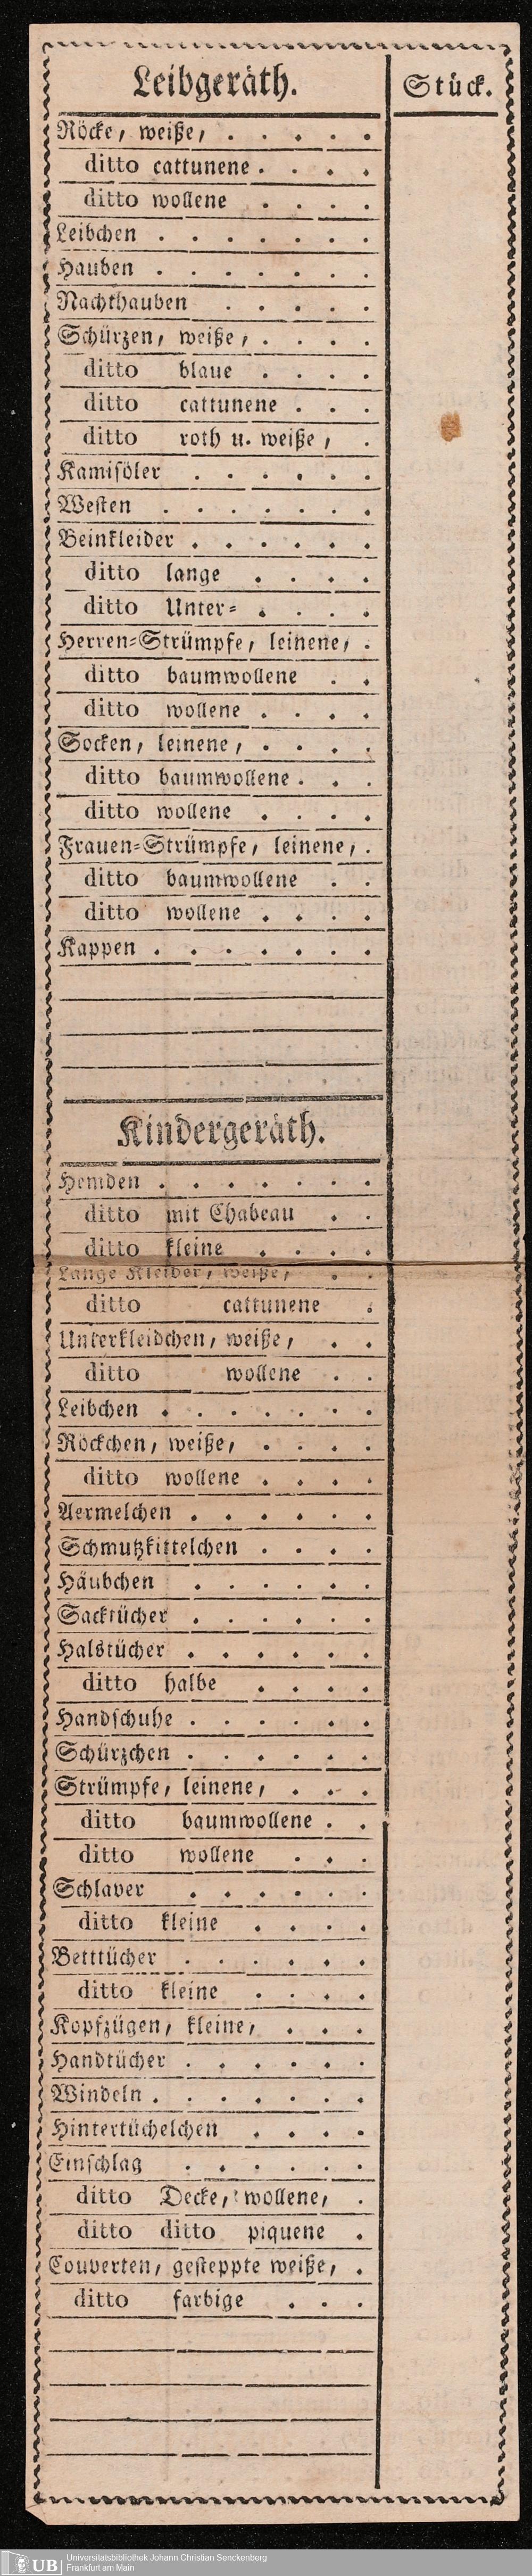 Leibgeräth. Stück.
Röcke, weiße, . . . . .
ditto cattunene . . . .
ditto wollene . . . .
Leibchen . . . . . . .
Hauben . . . . . . .
Nachthauben . . . . .
Schürzen, weiße, . . . .
ditto blaue . . . .
ditto cattunene . . .
ditto roth u. weiße, .
Kamisöler . . . . . .
Westen . . . . . . .
Beinkleider . . . . . .
ditto lange . . . .
ditto Unter= . . . .
Herren=Strümpfe, leinene, .
ditto baumwollene . .
ditto wollene . . . .
Socken, leinene, . . . .
ditto baumwollene . . .
ditto wollene . . . .
Frauen=Strümpfe, leinene, .
ditto baumwollene . .
ditto wollene . . . .
Kappen . . . . . . .
Kindergeräth.
Hemden . . . . . . .
ditto mit Chabeau . .
ditto kleine . . . .
Lange Kleider, weiße, . .
ditto cattunene .
Unterkleidchen, weiße, . .
ditto wollene . .
Leibchen . . . . . . .
Röckchen, weiße, . . . .
ditto wollene . . . .
Aermelchen . . . . . .
Schmutzkittelchen . . . .
Häubchen . . . . . .
Sacktücher . . . . . .
Halstücher . . . . . .
ditto halbe . . . .
Handschuhe . . . . . .
Schürzchen . . . . . .
Strümpfe, leinene, . . .
ditto baumwollene . .
ditto wollene . . .
Schlaver . . . . . .
ditto kleine . . . .
Betttücher . . . . . .
ditto kleine . . . .
Kopfzügen, kleine, . . .
Handtücher . . . . . .
Windeln . . . . . . .
Hintertüchelchen . . . .
Einschlag . . . . . .
ditto Decke, wollene, .
ditto ditto piquene .
Couverten, gesteppte weiße, .
ditto farbige . . .
UB Universitätsbibliothek Johann Christian Senckenberg
Frankfurt am Main